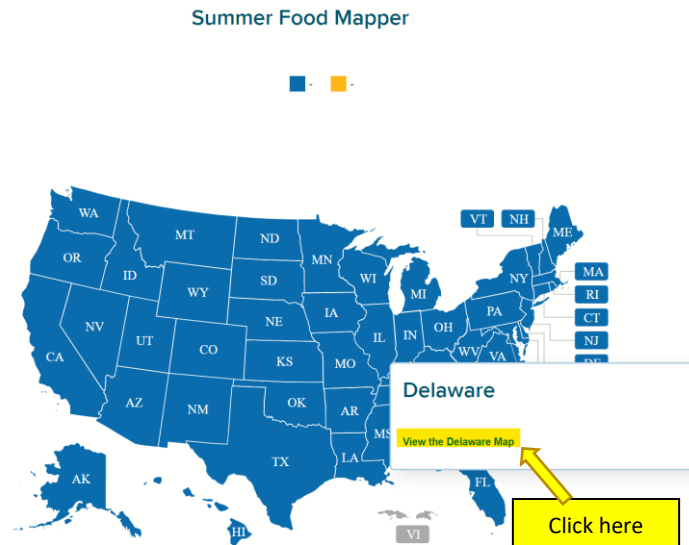 Summer Food Mapper
-
-
WA
MT
ND
MN
VT
NH
ME
OR
ID
SD
WI
MI
NY
MA
RI
WY
IA
PA
CT
NV
NE
IL
IN
OH
NJ
UT
CO
KS
MO
WV
VA
CA
DE
AZ
NM
OK
AR
MS
Delaware
View the Delaware Map
TX
LA
AK
HI
FL
VI
Click here